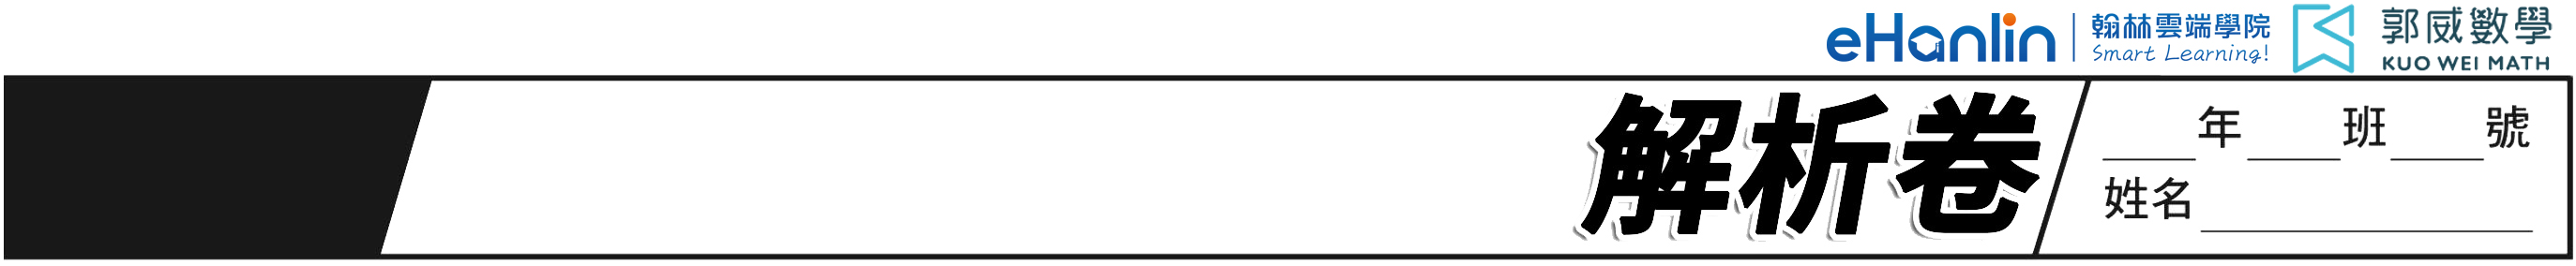 eHanlin 翰林雲端學院 郭威數學
Smart Learning! KUO WEI MATH
解析卷 年 班 號
姓名